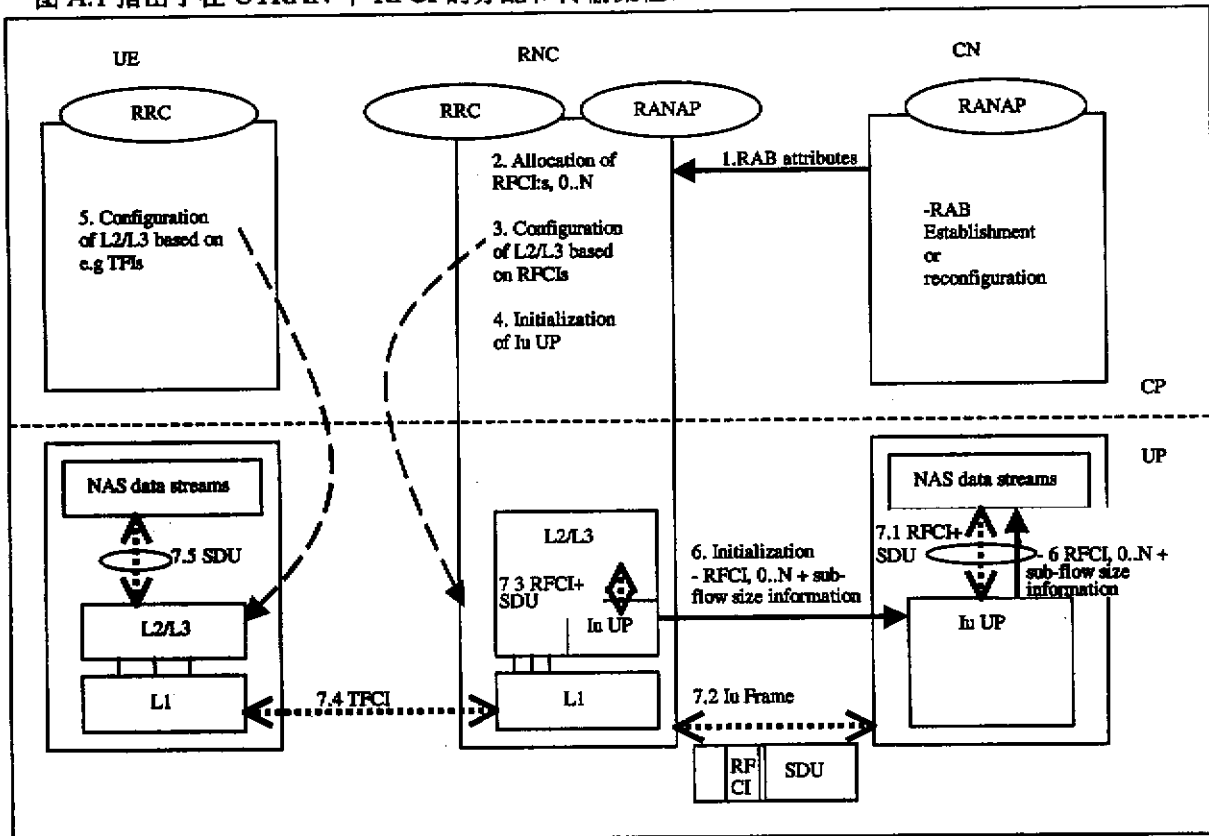 UE
RNC
CN
RRC
RRC
RANAP
RANAP
1.RAB attributes
2. Allocation of
RFCI:s, 0..N
3. Configuration
of L2/L3 based
on RFCIs
4. Initialization
of Iu UP
5. Configuration
of L2/L3 based on
e.g TFIs
-RAB
Establishment
or
reconfiguration
CP
UP
NAS data streams
7.5 SDU
L2/L3
L1
7.4 TFCI
L2/L3
7 3 RFCI+
SDU
Iu UP
L1
6. Initialization
- RFCI, 0..N + sub-
flow size information
7.2 Iu Frame
RF
CI
SDU
NAS data streams
7.1 RFCI+
SDU
- 6 RFCI, 0..N +
sub-flow size
information
Iu UP